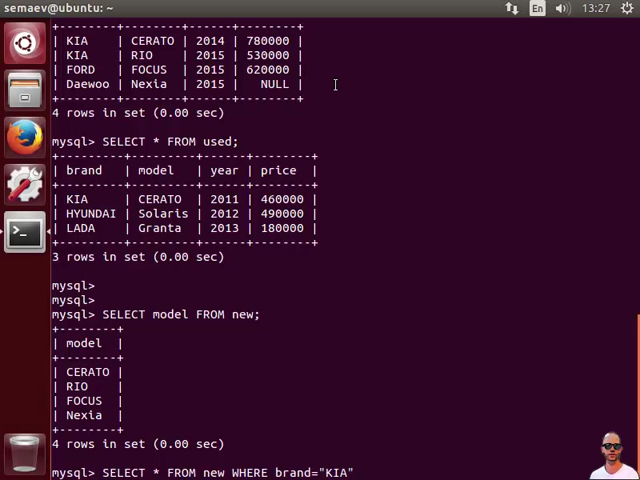 semaev@ubuntu: ~
En
13:27
+--------+--------+------+--------+
| KIA    | CERATO | 2014 | 780000 |
| KIA    | RIO    | 2015 | 530000 |
| FORD   | FOCUS  | 2015 | 620000 |
| Daewoo | Nexia  | 2015 |   NULL |
+--------+--------+------+--------+
4 rows in set (0.00 sec)
mysql> SELECT * FROM used;
+---------+---------+------+--------+
| brand   | model   | year | price  |
+---------+---------+------+--------+
| KIA     | CERATO  | 2011 | 460000 |
| HYUNDAI | Solaris | 2012 | 490000 |
| LADA    | Granta  | 2013 | 180000 |
+---------+---------+------+--------+
3 rows in set (0.00 sec)
mysql>
mysql>
mysql> SELECT model FROM new;
+--------+
| model  |
+--------+
| CERATO |
| RIO    |
| FOCUS  |
| Nexia  |
+--------+
4 rows in set (0.00 sec)
mysql> SELECT * FROM new WHERE brand="KIA"